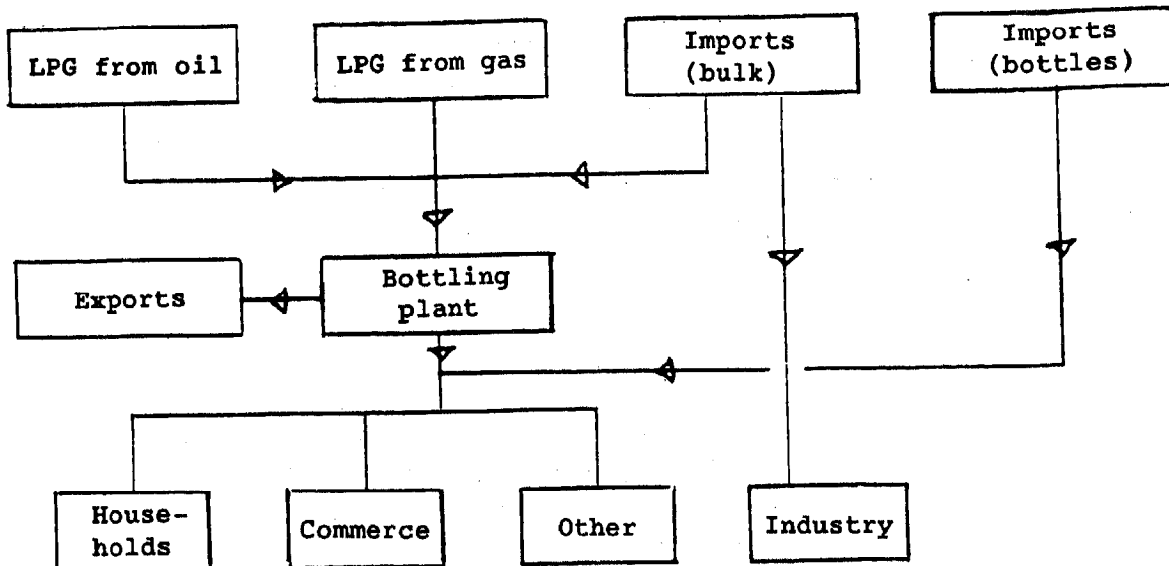 LPG from oil
LPG from gas
Imports
(bulk)
Imports
(bottles)
Exports
Bottling
plant
House-
holds
Commerce
Other
Industry